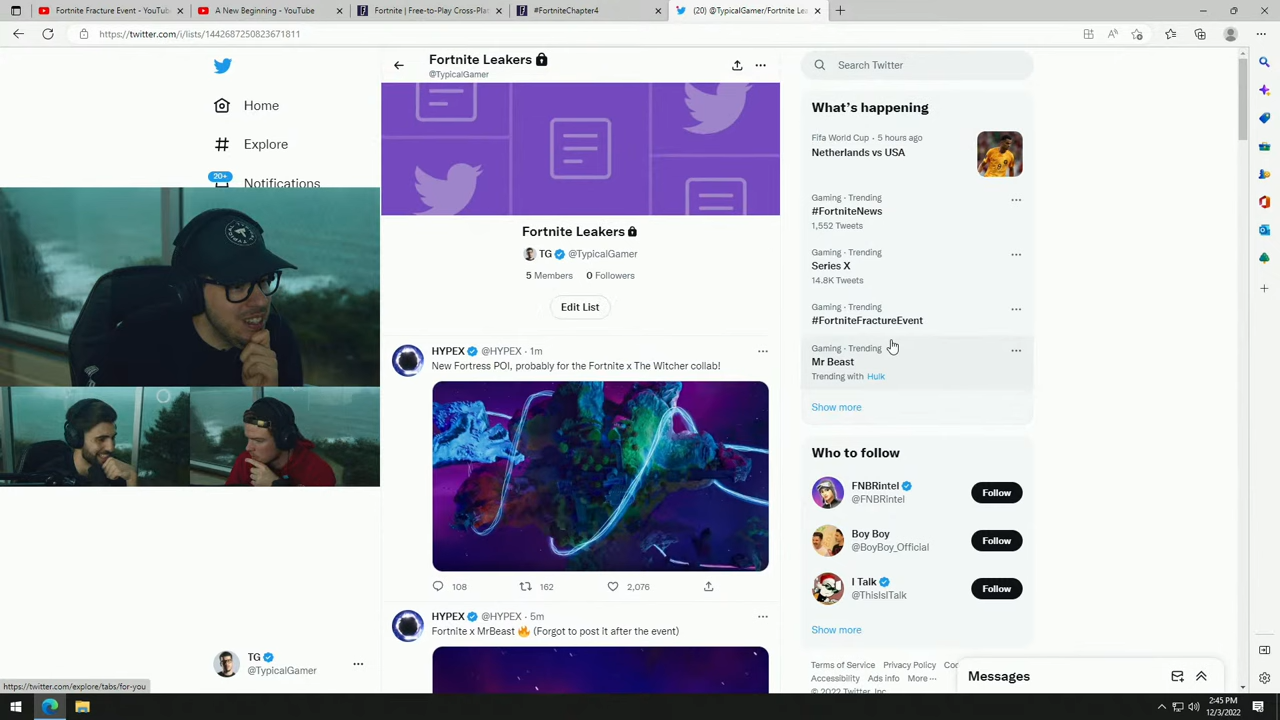 Fortnite Fracture Event - YouTub
A New Beginning - YouTube
Fortnite | Free-to-Play Cross-Plat
#FortniteChapter4
(20) @TypicalGamer/Fortnite Le
https://twitter.com/i/lists/1442687250823671811
Home
Explore
20+
Notifications
Fortnite Leakers
@TypicalGamer
Fortnite Leakers
TG @TypicalGamer
5 Members 0 Followers
Edit List
HYPEX @HYPEX · 1m
New Fortress POI, probably for the Fortnite x The Witcher collab!
108 162 2,076
HYPEX @HYPEX · 5m
Fortnite x MrBeast 🔥 (Forgot to post it after the event)
Search Twitter
What's happening
Fifa World Cup · 5 hours ago
Netherlands vs USA
Gaming · Trending
#FortniteNews
1,552 Tweets
Gaming · Trending
Series X
14.8K Tweets
Gaming · Trending
#FortniteFractureEvent
Gaming · Trending
Mr Beast
Trending with Hulk
Show more
Who to follow
FNBRintel
@FNBRintel
Follow
Boy Boy
@BoyBoy_Official
Follow
I Talk
@ThisIsITalk
Follow
Show more
Terms of Service Privacy Policy Coo
Accessibility Ads info More ···
© 2022 Twitter, Inc.
Messages
TG
@TypicalGamer
https://twitter.com/explore/tabs/for-you
2:45 PM
12/3/2022